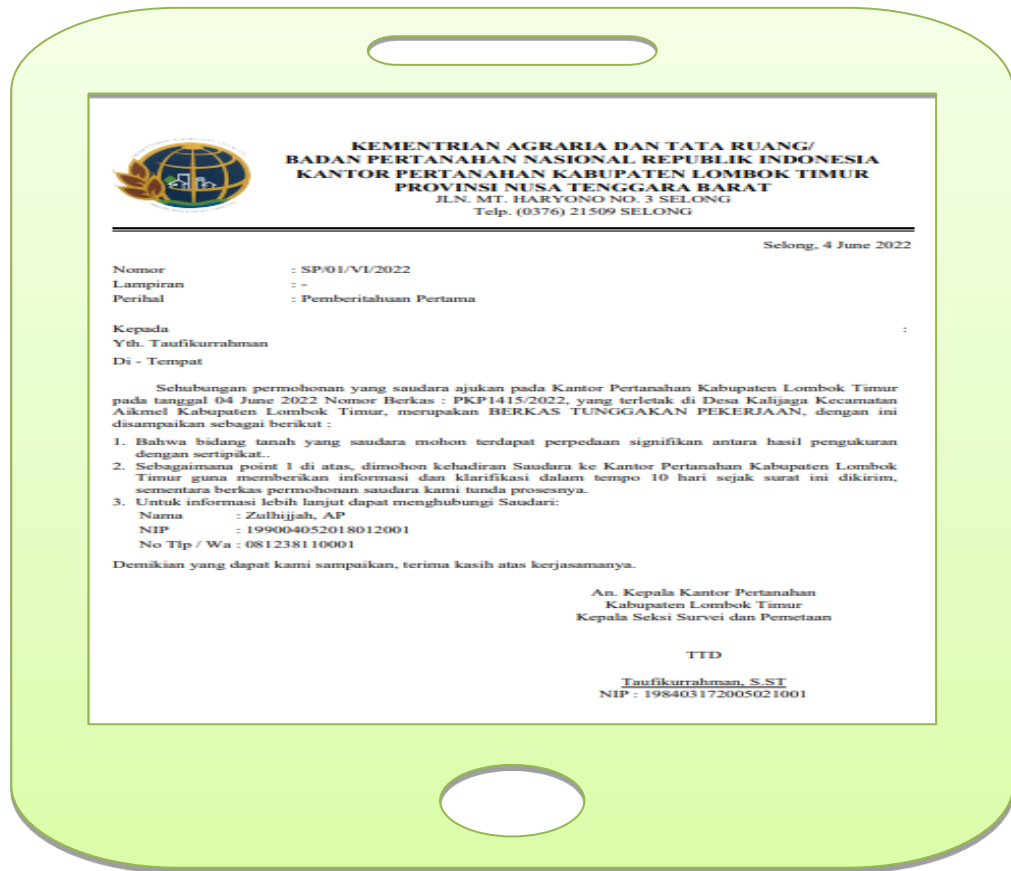 KEMENTRIAN AGRARIA DAN TATA RUANG/
BADAN PERTANAHAN NASIONAL REPUBLIK INDONESIA
KANTOR PERTANAHAN KABUPATEN LOMBOK TIMUR
PROVINSI NUSA TENGGARA BARAT
JLN. MT. HARYONO NO. 3 SELONG
Telp. (0376) 21509 SELONG
Selong, 4 June 2022
Nomor : SP/01/VI/2022
Lampiran : -
Perihal : Pemberitahuan Pertama
Kepada :
Yth. Taufikurrahman
Di - Tempat
Sehubungan permohonan yang saudara ajukan pada Kantor Pertanahan Kabupaten Lombok Timur
pada tanggal 04 June 2022 Nomor Berkas : PKP1415/2022, yang terletak di Desa Kalijaga Kecamatan
Aikmel Kabupaten Lombok Timur, merupakan BERKAS TUNGGAKAN PEKERJAAN, dengan ini
disampaikan sebagai berikut :
1. Bahwa bidang tanah yang saudara mohon terdapat perpedaan signifikan antara hasil pengukuran
dengan sertipikat..
2. Sebagaimana point 1 di atas, dimohon kehadiran Saudara ke Kantor Pertanahan Kabupaten Lombok
Timur guna memberikan informasi dan klarifikasi dalam tempo 10 hari sejak surat ini dikirim,
sementara berkas permohonan saudara kami tunda prosesnya.
3. Untuk informasi lebih lanjut dapat menghubungi Saudari:
Nama : Zulhijjah, AP
NIP : 199004052018012001
No Tlp / Wa : 081238110001
Demikian yang dapat kami sampaikan, terima kasih atas kerjasamanya.
An. Kepala Kantor Pertanahan
Kabupaten Lombok Timur
Kepala Seksi Survei dan Pemetaan
TTD
Taufikurrahman, S.ST
NIP : 198403172005021001